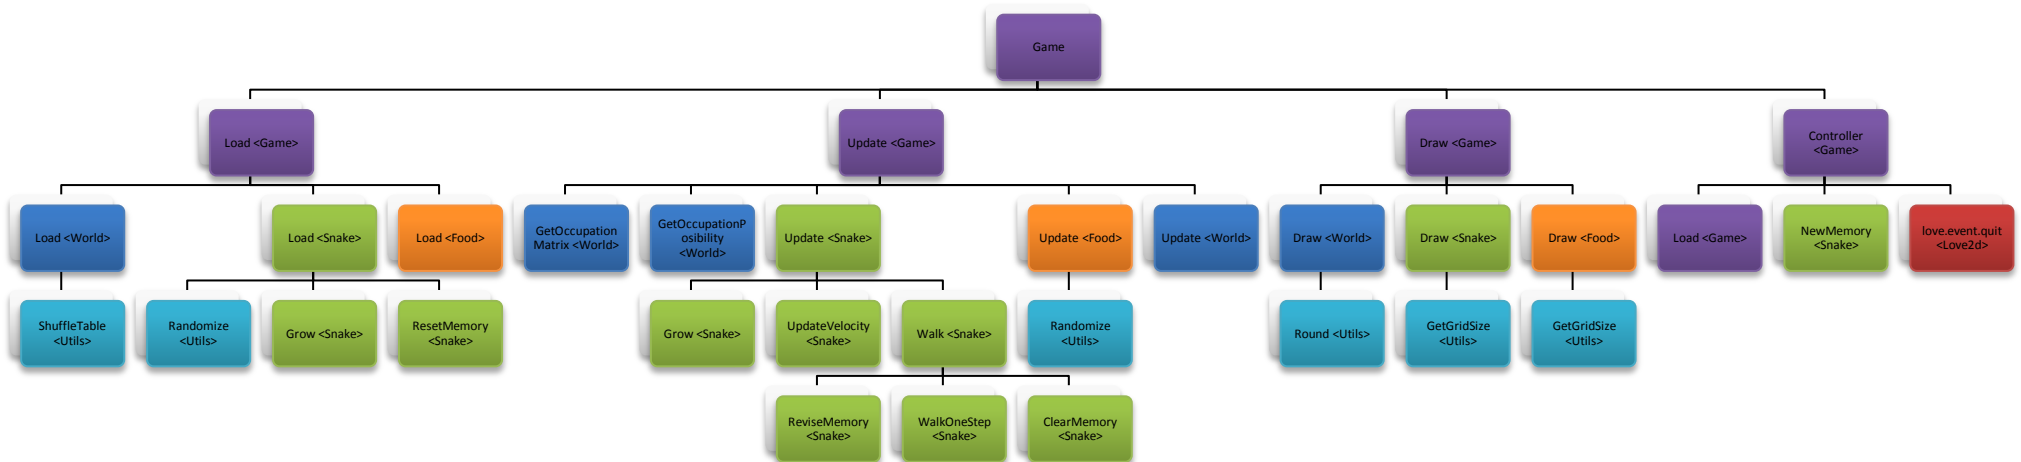 Game
Load <Game>
Update <Game>
Draw <Game>
Controller
<Game>
Load <World>
Load <Snake>
Load <Food>
GetOccupation
Matrix <World>
GetOccupationP
osibility
<World>
Update <Snake>
Update <Food>
Update <World>
Draw <World>
Draw <Snake>
Draw <Food>
Load <Game>
NewMemory
<Snake>
love.event.quit
<Love2d>
ShuffleTable
<Utils>
Randomize
<Utils>
Grow <Snake>
ResetMemory
<Snake>
Grow <Snake>
UpdateVelocity
<Snake>
Walk <Snake>
Randomize
<Utils>
Round <Utils>
GetGridSize
<Utils>
GetGridSize
<Utils>
ReviseMemory
<Snake>
WalkOneStep
<Snake>
ClearMemory
<Snake>